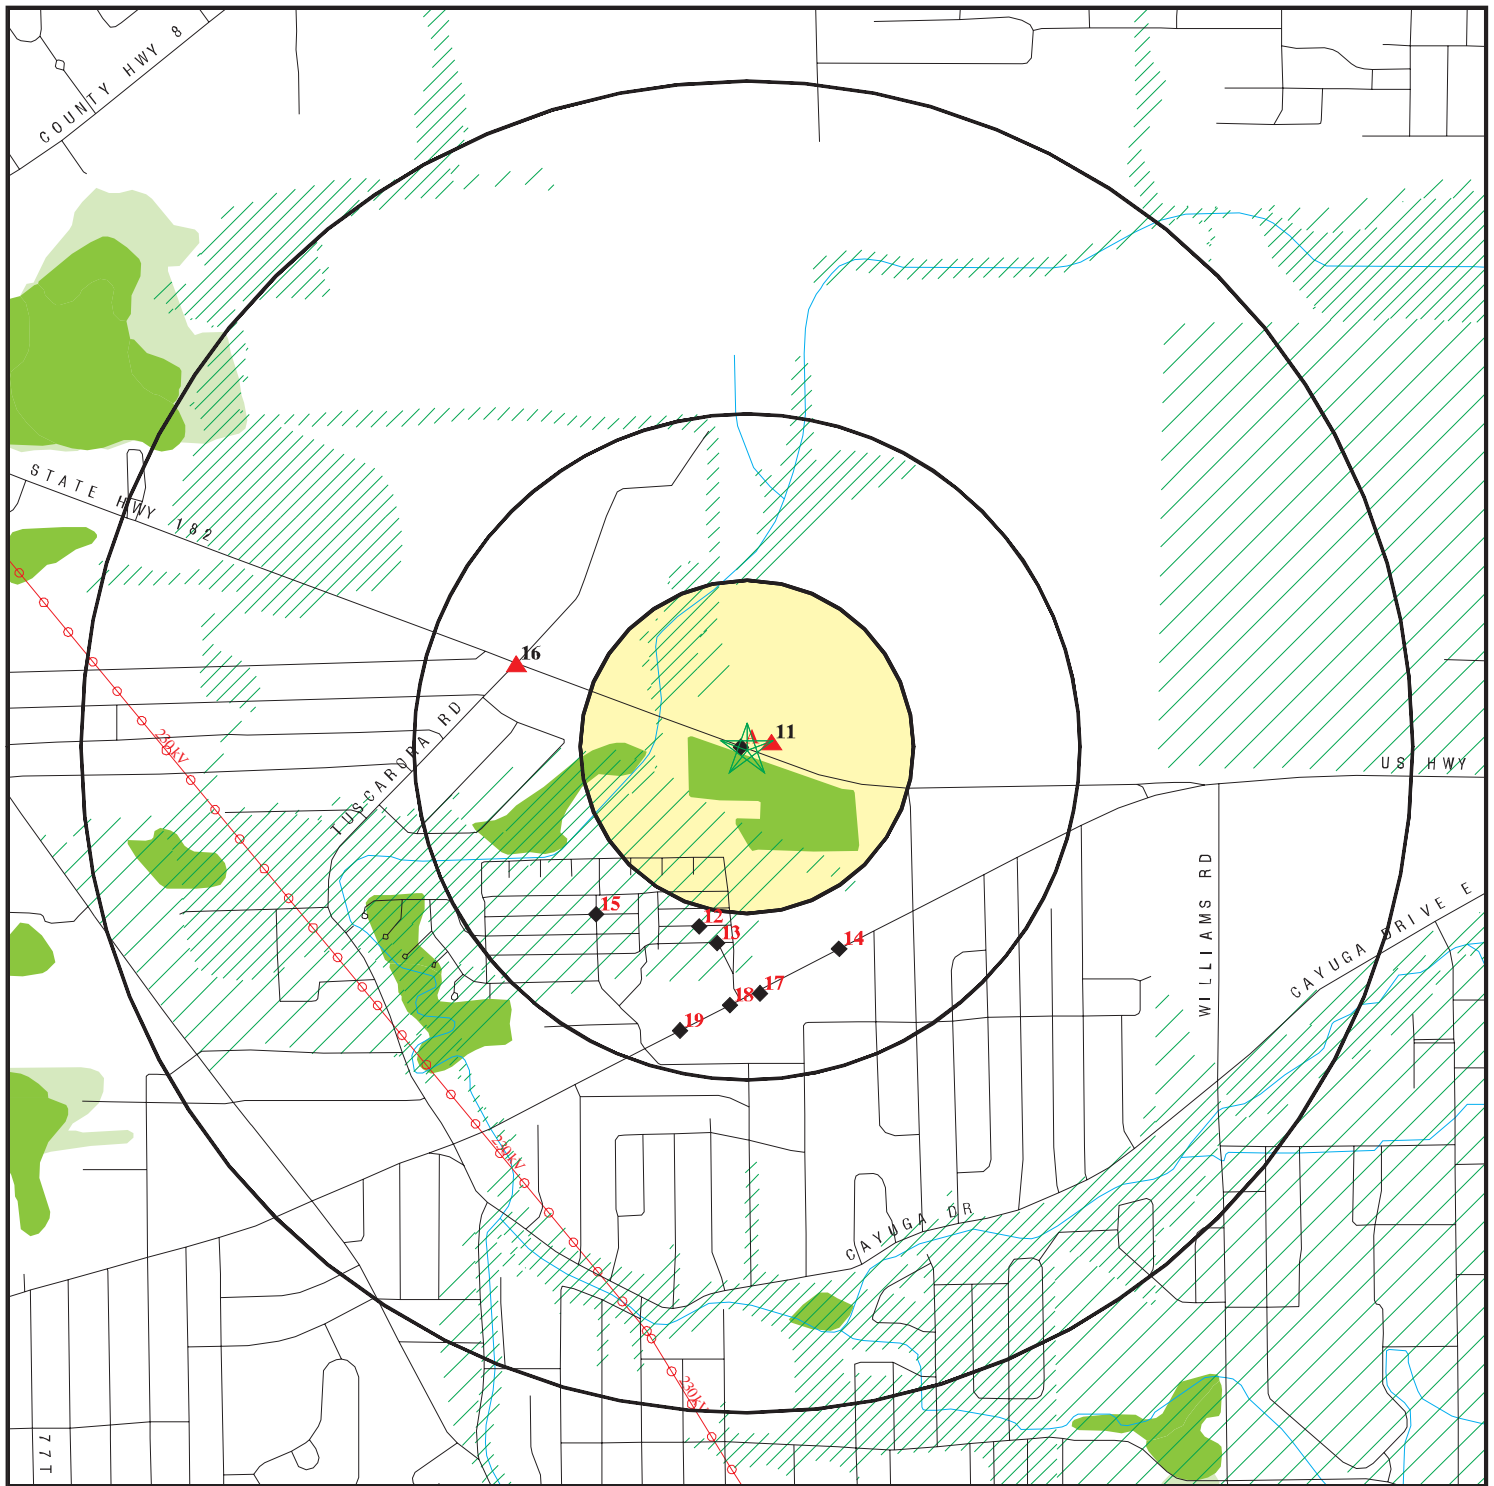 COUNTY HWY 8
STATE HWY 182
16
TUSCARORA RD
230kV
A
11
US HWY
15
12
13
14
WILLIAMS RD
CAYUGA DRIVE E
17
18
19
230kV
CAYUGA DR
230kV
77T